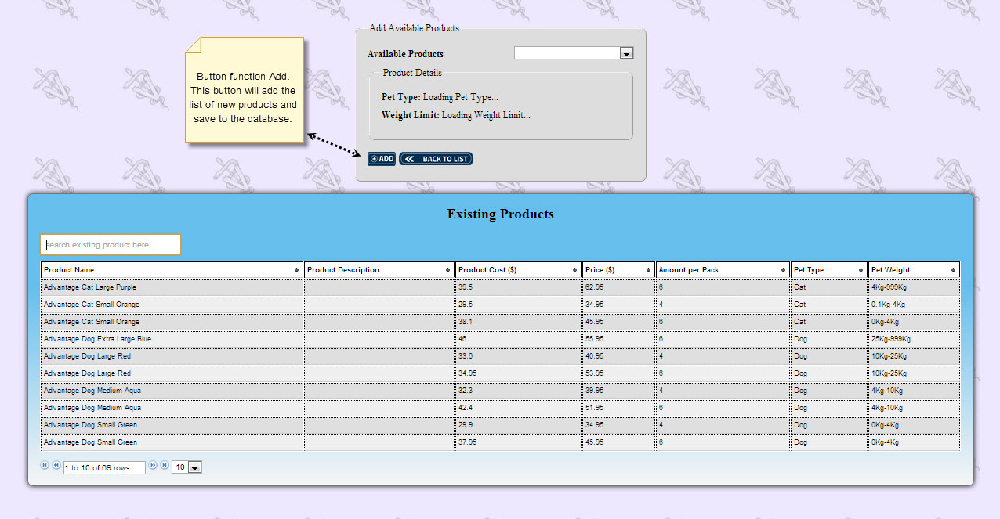 Add Available Products
Available Products
Button function Add.
This button will add the
list of new products and
save to the database.
Product Details
Pet Type: Loading Pet Type...
Weight Limit: Loading Weight Limit...
ADD BACK TO LIST
Existing Products
search existing product here...
Product Name Product Description Product Cost ($) Price ($) Amount per Pack Pet Type Pet Weight
Advantage Cat Large Purple 39.5 62.95 6 Cat 4Kg-999Kg
Advantage Cat Small Orange 29.5 34.95 4 Cat 0.1Kg-4Kg
Advantage Cat Small Orange 38.1 45.95 6 Cat 0Kg-4Kg
Advantage Dog Extra Large Blue 46 55.95 6 Dog 25Kg-999Kg
Advantage Dog Large Red 33.6 40.95 4 Dog 10Kg-25Kg
Advantage Dog Large Red 34.95 53.95 6 Dog 10Kg-25Kg
Advantage Dog Medium Aqua 32.3 39.95 4 Dog 4Kg-10Kg
Advantage Dog Medium Aqua 42.4 51.95 6 Dog 4Kg-10Kg
Advantage Dog Small Green 29.9 34.95 4 Dog 0Kg-4Kg
Advantage Dog Small Green 37.95 45.95 6 Dog 0Kg-4Kg
1 to 10 of 69 rows 10